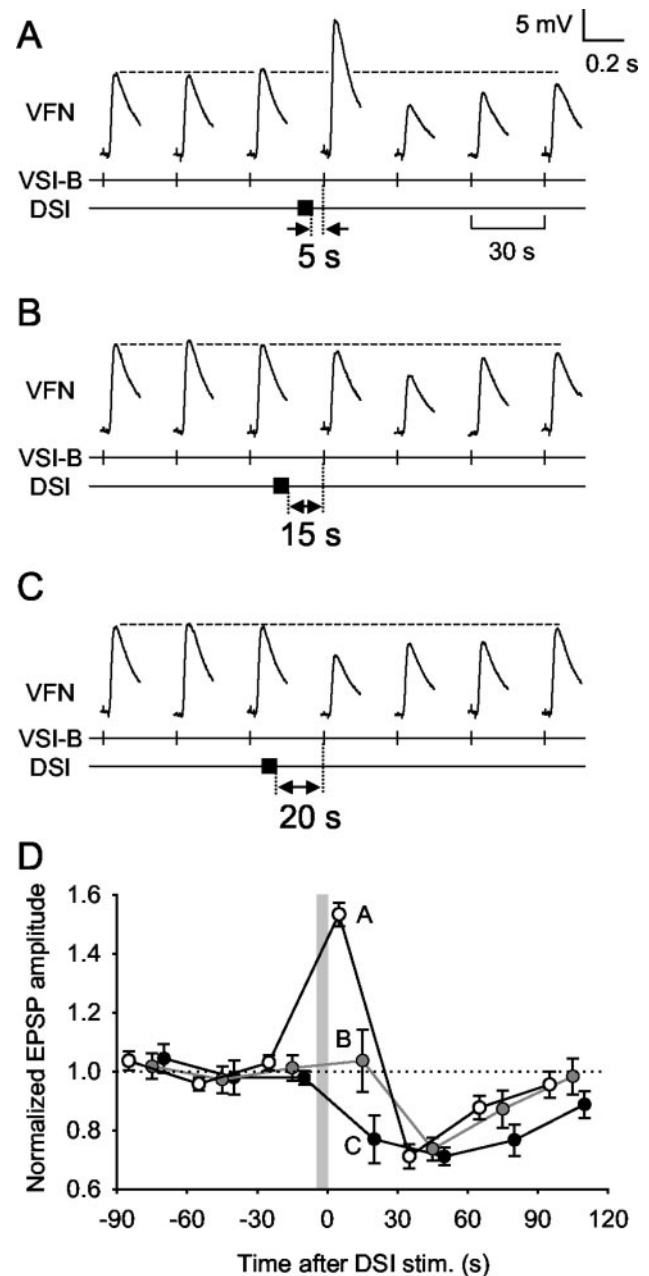 A
5 mV
0.2 s
VFN
VSI-B
DSI
5 s
30 s
B
VFN
VSI-B
DSI
15 s
C
VFN
VSI-B
DSI
20 s
D
Normalized EPSP amplitude
1.6
1.4
1.2
1.0
0.8
0.6
A
B
C
-90 -60 -30 0 30 60 90 120
Time after DSI stim. (s)